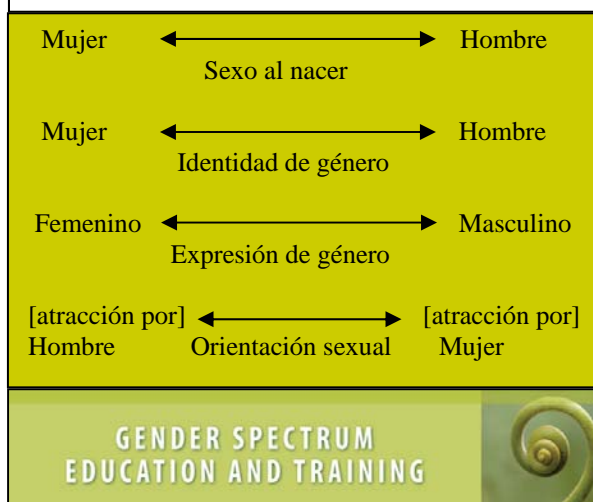 Mujer Hombre
Sexo al nacer
Mujer Hombre
Identidad de género
Femenino Masculino
Expresión de género
[atracción por] [atracción por]
Hombre Orientación sexual Mujer
GENDER SPECTRUM
EDUCATION AND TRAINING